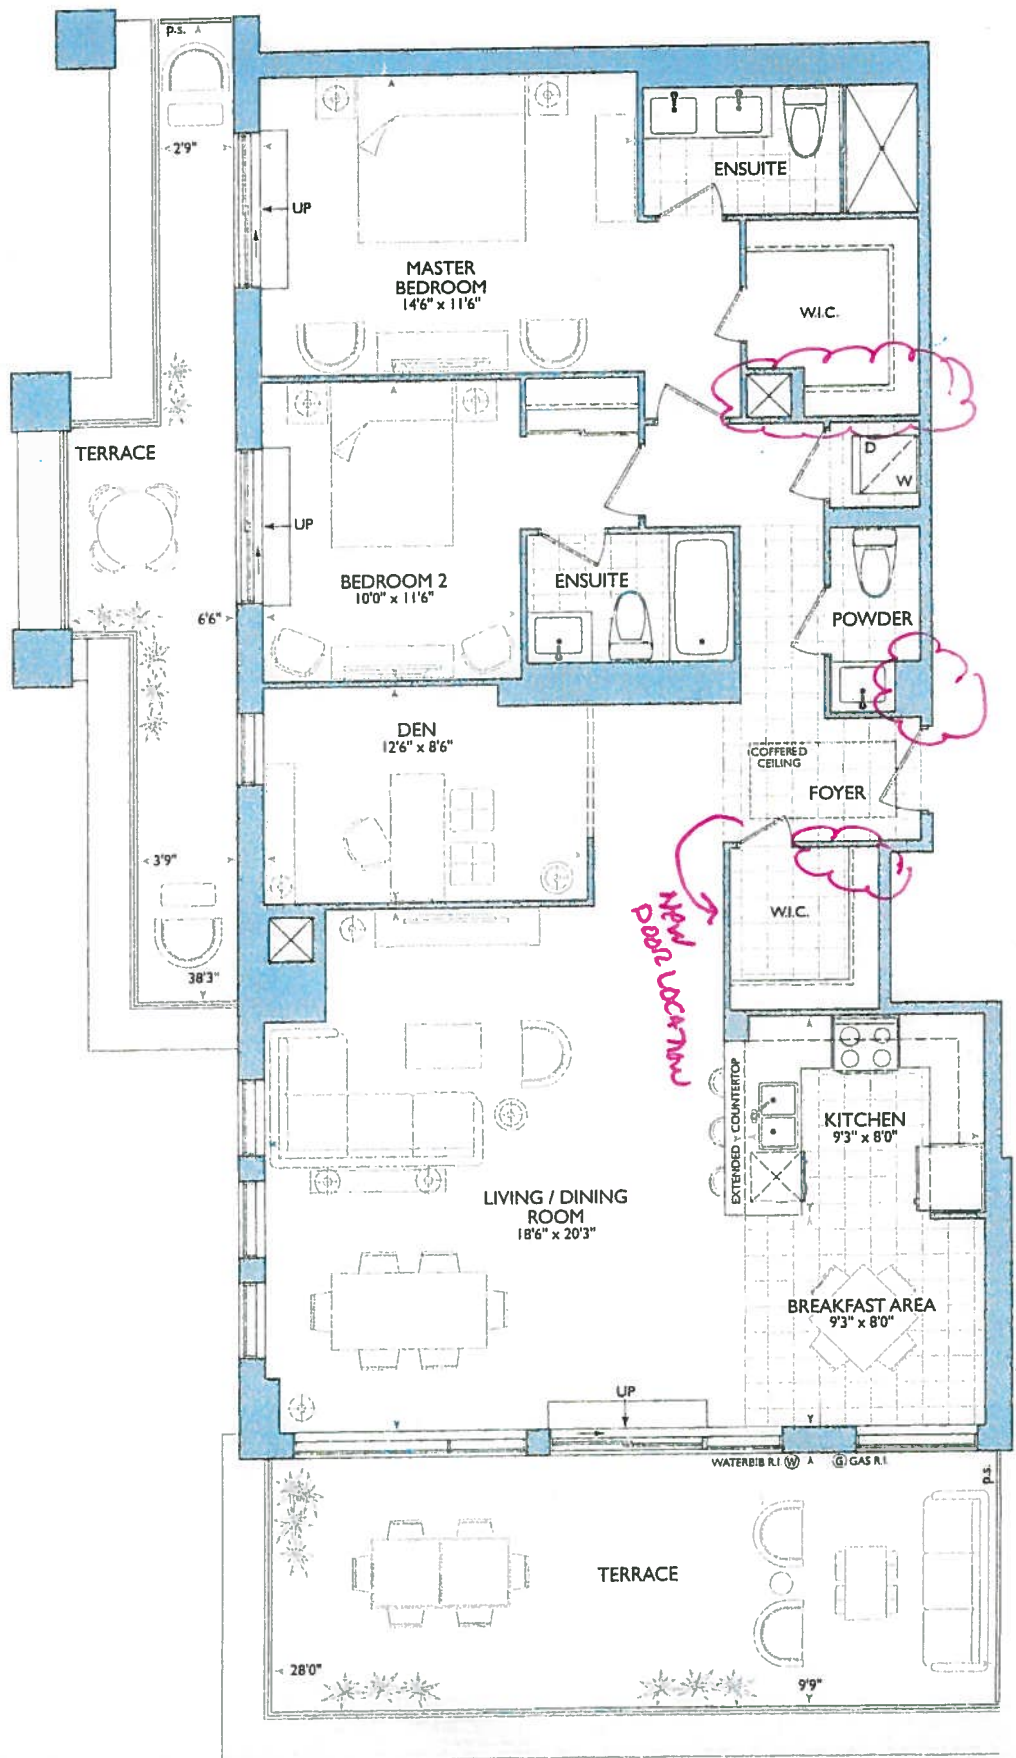 P.S.
2'9"
UP
ENSUITE
MASTER
BEDROOM
14'6" x 11'6"
W.I.C.
TERRACE
D
W
UP
BEDROOM 2
10'0" x 11'6"
ENSUITE
6'6"
POWDER
DEN
12'6" x 8'6"
COFFERED
CEILING
FOYER
3'9"
W.I.C.
NEW
DOOR LOCATION
38'3"
EXTENDED COUNTERTOP
KITCHEN
9'3" x 8'0"
LIVING / DINING
ROOM
18'6" x 20'3"
BREAKFAST AREA
9'3" x 8'0"
UP
WATERBIB R.I. W
G GAS R.I.
P.S.
TERRACE
28'0"
9'9"